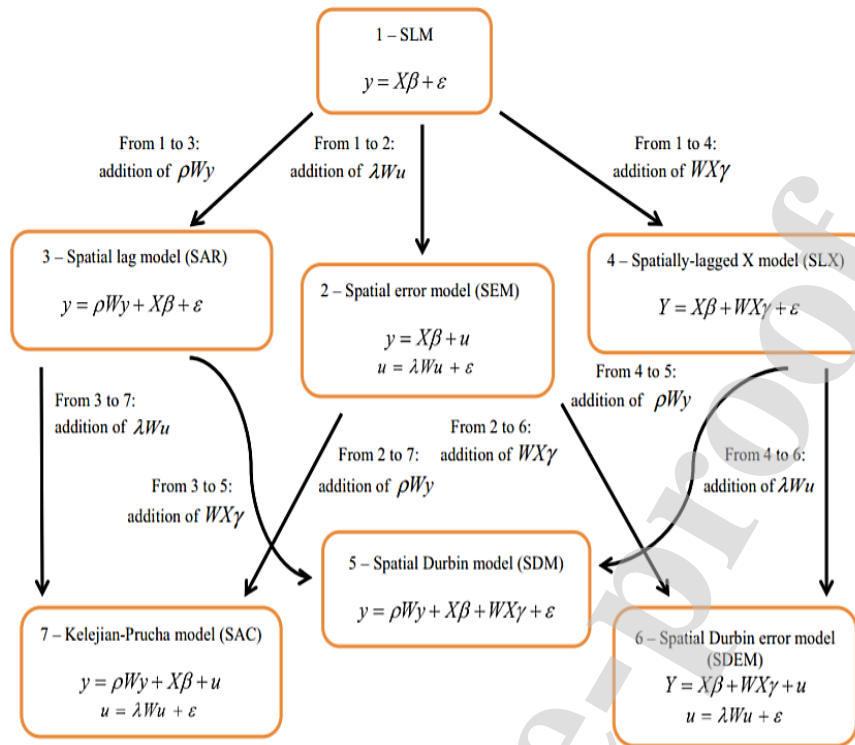 1 – SLM
y = Xβ + ε
From 1 to 3:
addition of ρWy
From 1 to 2:
addition of λWu
From 1 to 4:
addition of WXγ
3 – Spatial lag model (SAR)
y = ρWy + Xβ + ε
2 – Spatial error model (SEM)
y = Xβ + u
u = λWu + ε
4 – Spatially-lagged X model (SLX)
Y = Xβ + WXγ + ε
From 3 to 7:
addition of λWu
From 3 to 5:
addition of WXγ
From 2 to 7:
addition of ρWy
From 2 to 6:
addition of WXγ
From 4 to 5:
addition of ρWy
From 4 to 6:
addition of λWu
5 – Spatial Durbin model (SDM)
y = ρWy + Xβ + WXγ + ε
7 – Kelejian-Prucha model (SAC)
y = ρWy + Xβ + u
u = λWu + ε
6 – Spatial Durbin error model
(SDEM)
Y = Xβ + WXγ + u
u = λWu + ε
e-proof